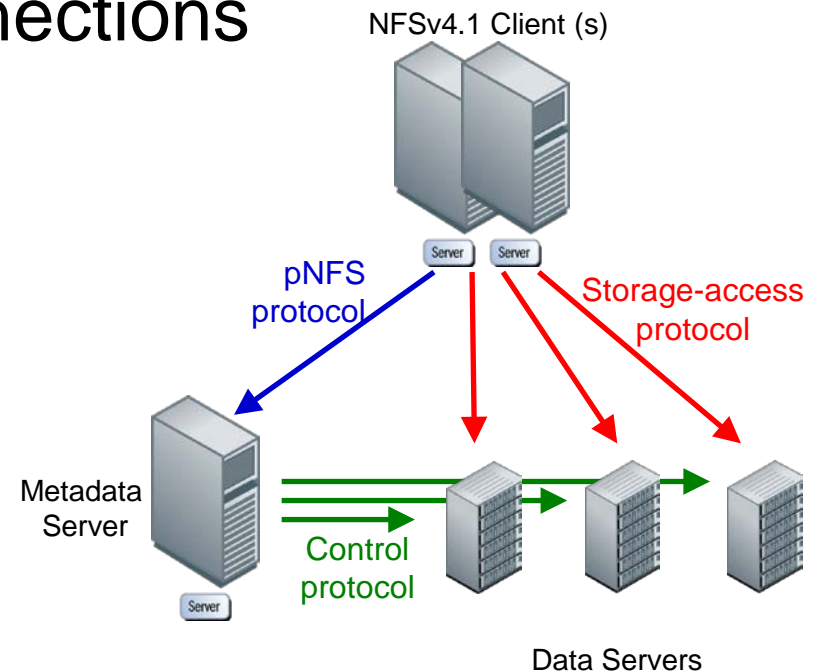 nections
NFSv4.1 Client (s)
Server Server
pNFS
protocol
Storage-access
protocol
Metadata
Server
Control
protocol
Server
Data Servers